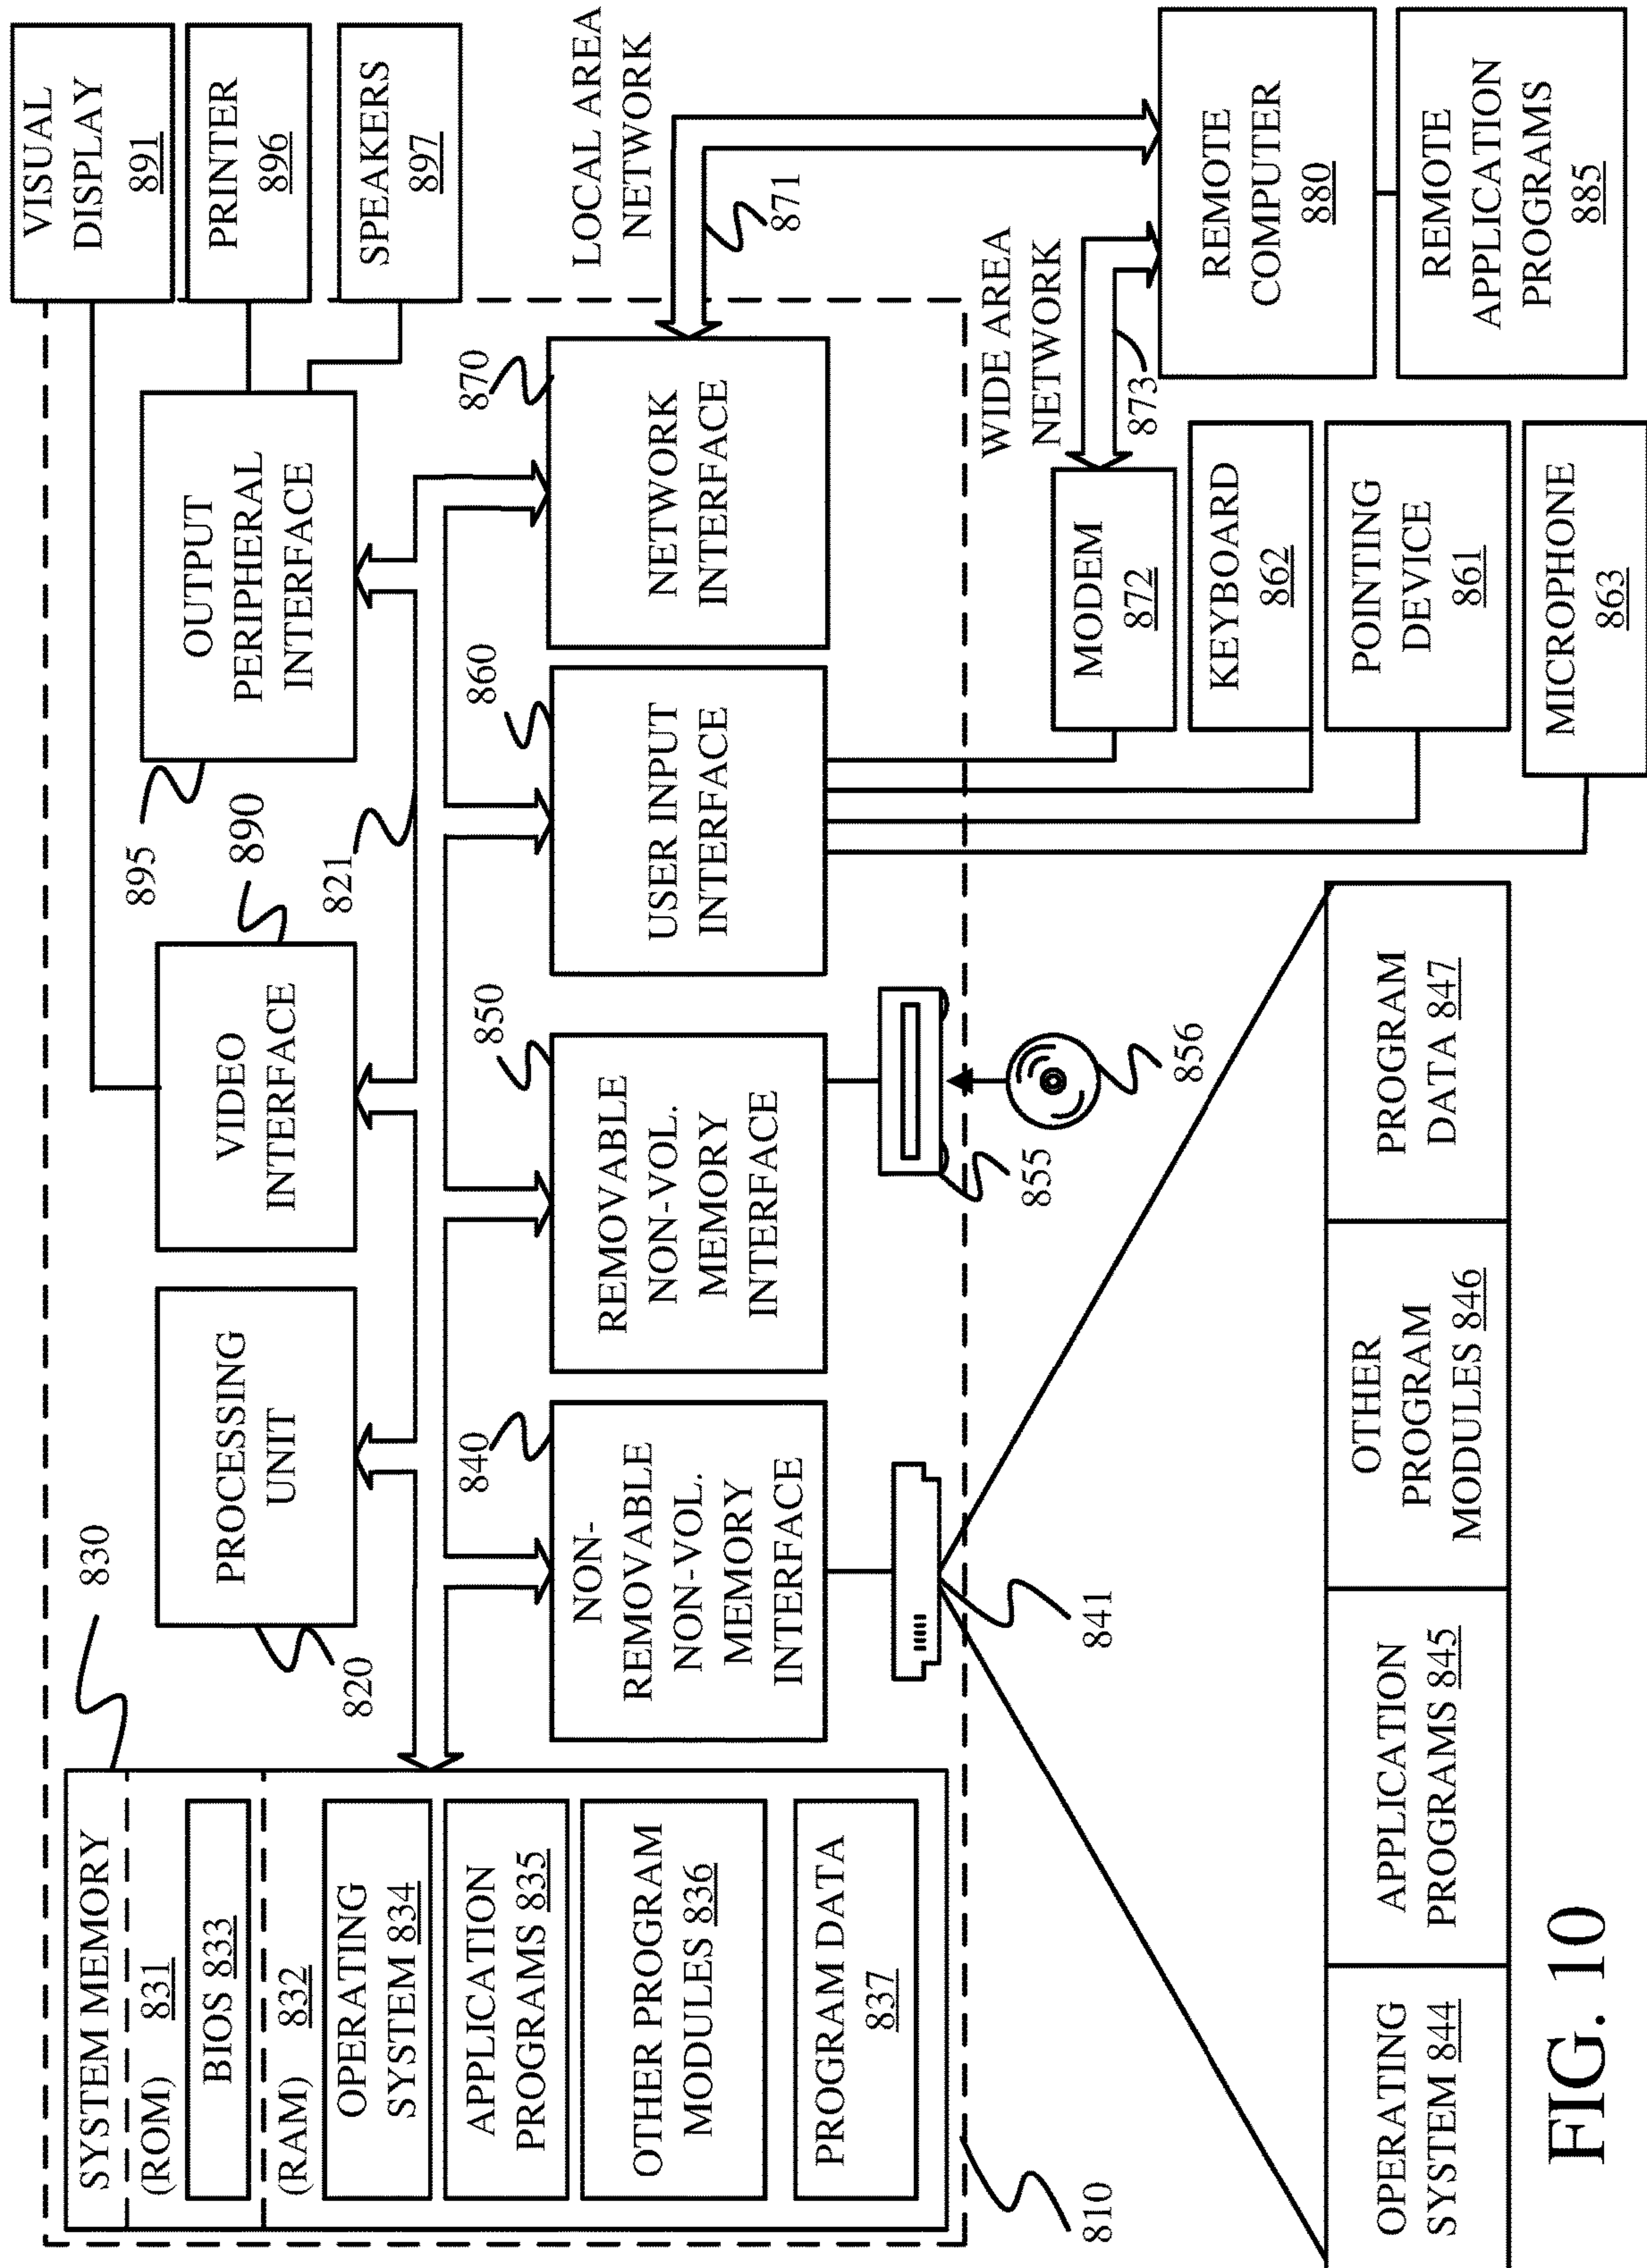 SYSTEM MEMORY
(ROM) 831
BIOS 833
(RAM) 832
OPERATING
SYSTEM 834
APPLICATION
PROGRAMS 835
OTHER PROGRAM
MODULES 836
PROGRAM DATA
837
830
810
PROCESSING
UNIT
820
VIDEO
INTERFACE
890
OUTPUT
PERIPHERAL
INTERFACE
895
821
VISUAL
DISPLAY
891
PRINTER
896
SPEAKERS
897
NON-
REMOVABLE
NON-VOL.
MEMORY
INTERFACE
840
REMOVABLE
NON-VOL.
MEMORY
INTERFACE
850
USER INPUT
INTERFACE
860
NETWORK
INTERFACE
870
LOCAL AREA
NETWORK
871
841
855
856
WIDE AREA
NETWORK
873
MODEM
872
KEYBOARD
862
POINTING
DEVICE
861
MICROPHONE
863
REMOTE
COMPUTER
880
REMOTE
APPLICATION
PROGRAMS
885
OPERATING
SYSTEM 844
APPLICATION
PROGRAMS 845
OTHER
PROGRAM
MODULES 846
PROGRAM
DATA 847
FIG. 10